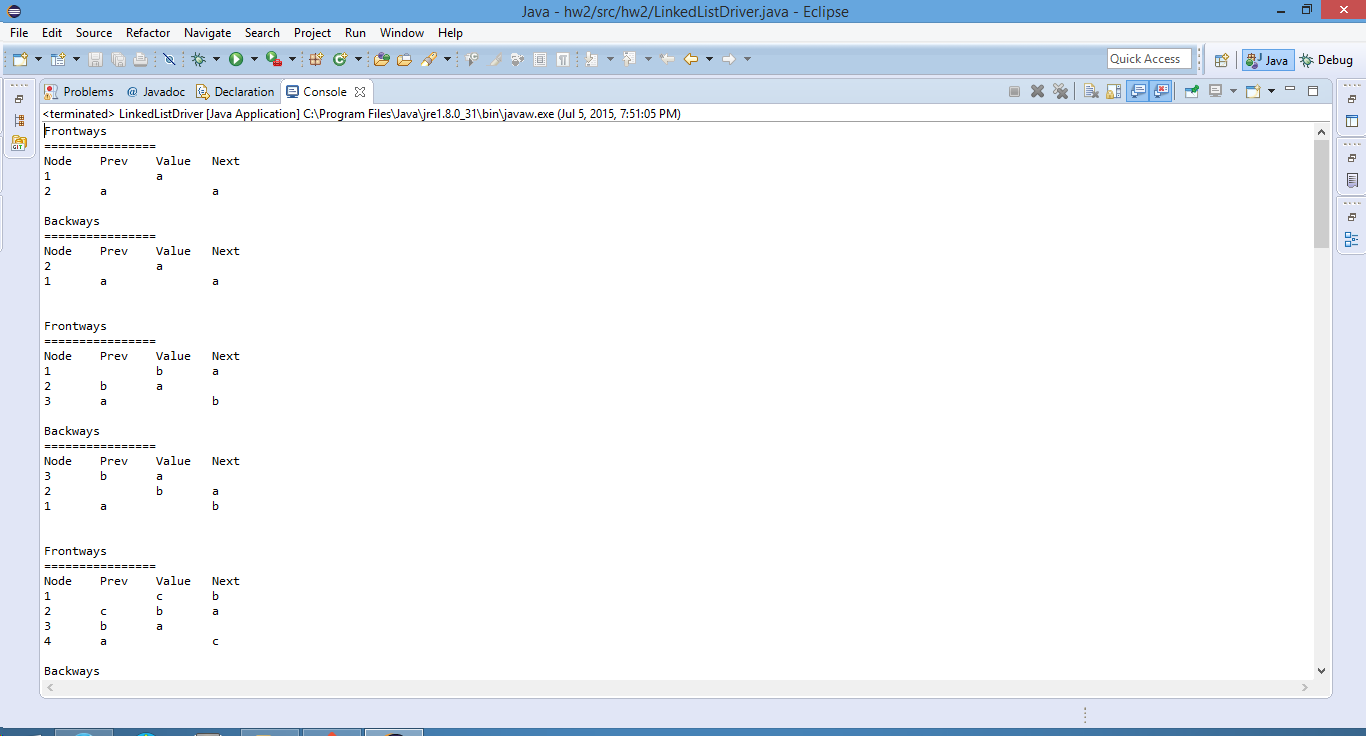 Java - hw2/src/hw2/LinkedListDriver.java - Eclipse
File Edit Source Refactor Navigate Search Project Run Window Help
Quick Access Java Debug
Problems @ Javadoc Declaration Console
<terminated> LinkedListDriver [Java Application] C:\Program Files\Java\jre1.8.0_31\bin\javaw.exe (Jul 5, 2015, 7:51:05 PM)
Frontways
================
Node Prev Value Next
1 a
2 a a
Backways
================
Node Prev Value Next
2 a
1 a a
Frontways
================
Node Prev Value Next
1 b a
2 b a
3 a b
Backways
================
Node Prev Value Next
3 b a
2 b a
1 a b
Frontways
================
Node Prev Value Next
1 c b
2 c b a
3 b a
4 a c
Backways
GIT